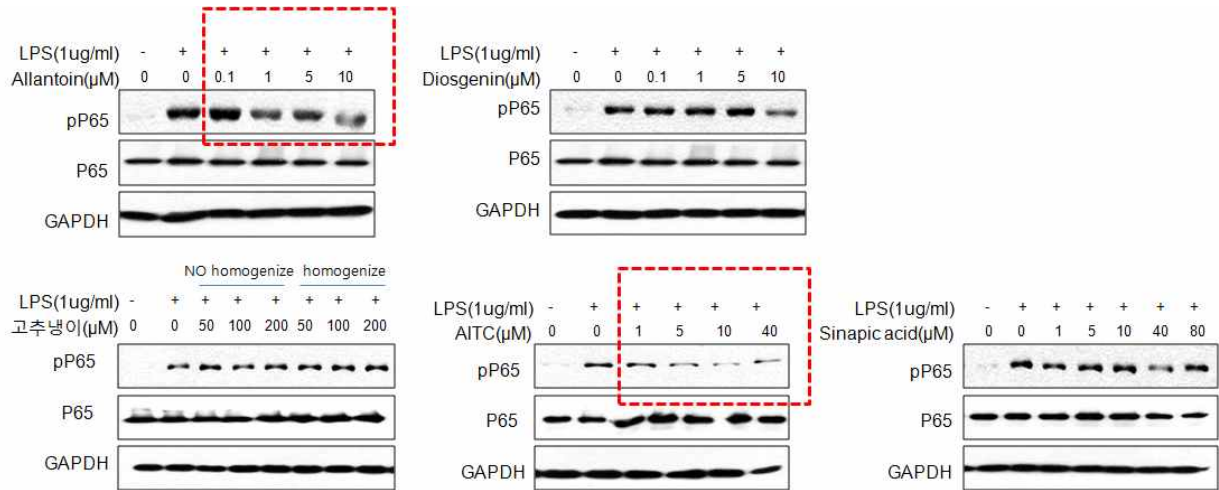 LPS(1ug/ml) - + + + + +
Allantoin(µM) 0 0 0.1 1 5 10
pP65
P65
GAPDH
LPS(1ug/ml) - + + + + +
Diosgenin(µM) 0 0 0.1 1 5 10
pP65
P65
GAPDH
NO homogenize homogenize
LPS(1ug/ml) - + + + + + + +
고추냉이(µM) 0 0 50 100 200 50 100 200
pP65
P65
GAPDH
LPS(1ug/ml) - + + + + +
AITC(µM) 0 0 1 5 10 40
pP65
P65
GAPDH
LPS(1ug/ml) - + + + + + +
Sinapic acid(µM) 0 0 1 5 10 40 80
pP65
P65
GAPDH